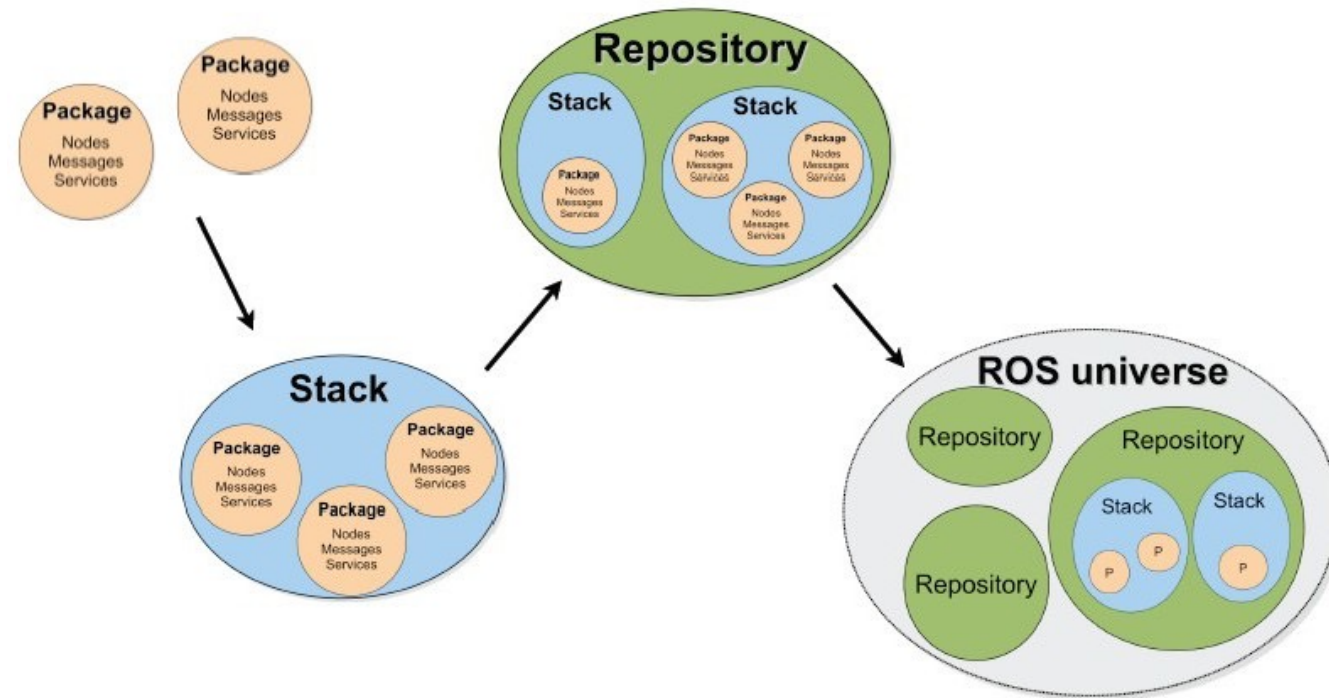 Package
Nodes
Messages
Services
Package
Nodes
Messages
Services
Stack
Package
Nodes
Messages
Services
Package
Nodes
Messages
Services
Package
Nodes
Messages
Services
Repository
Stack
Package
Nodes
Messages
Services
Stack
Package
Nodes
Messages
Services
Package
Nodes
Messages
Services
Package
Nodes
Messages
Services
ROS universe
Repository
Repository
Repository
Stack
P
P
Stack
P